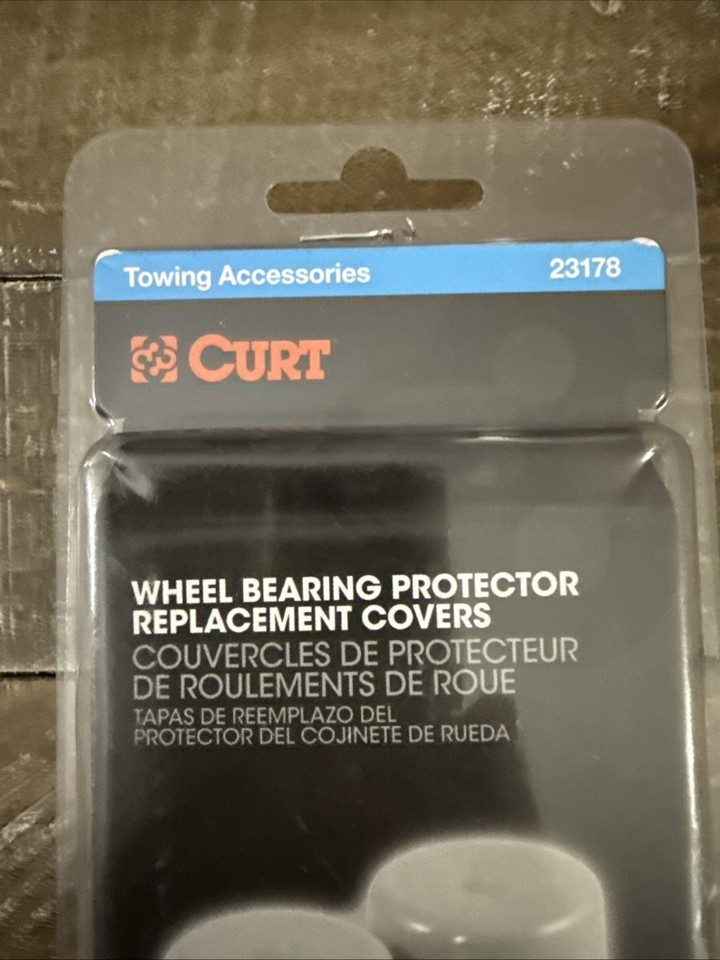 Towing Accessories 23178
CURT
WHEEL BEARING PROTECTOR
REPLACEMENT COVERS
COUVERCLES DE PROTECTEUR
DE ROULEMENTS DE ROUE
TAPAS DE REEMPLAZO DEL
PROTECTOR DEL COJINETE DE RUEDA